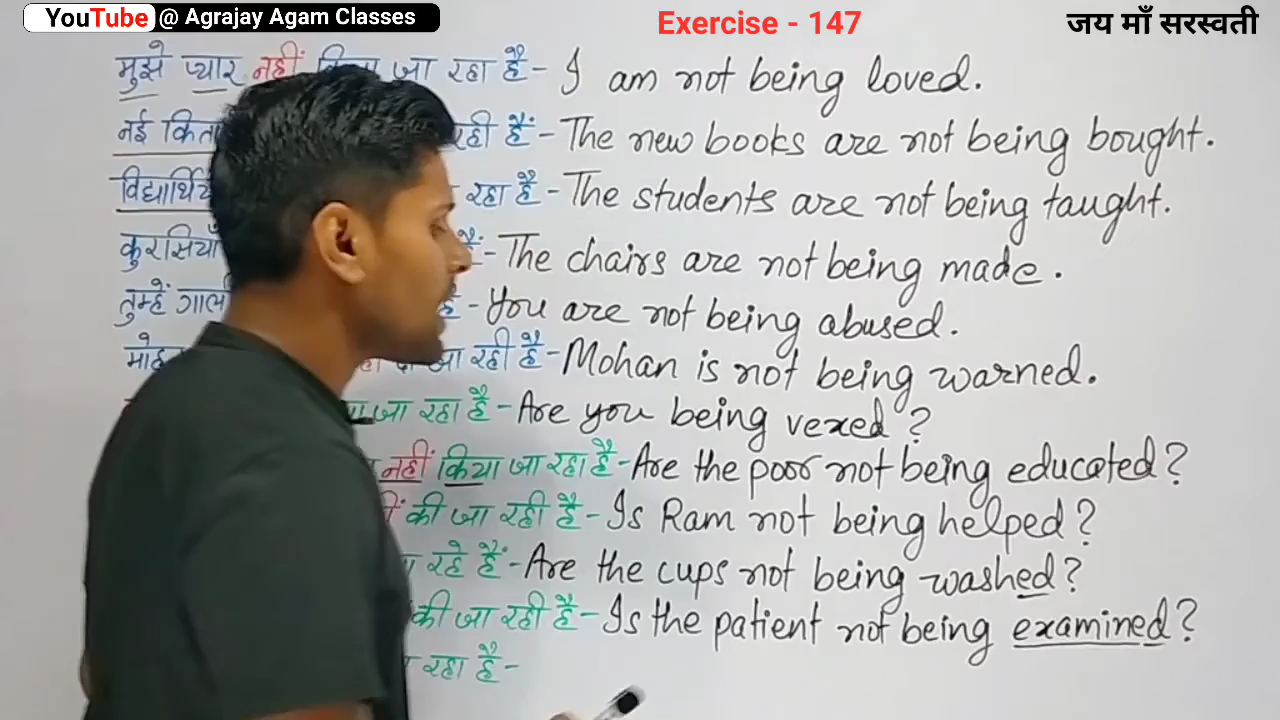 YouTube @ Agrajay Agam Classes
Exercise - 147
जय माँ सरस्वती
मुझे प्यार नहीं जा रहा है - I am not being loved.
नई रही हैं - The new books are not being bought.
रहा है - The students are not being taught.
कुरसियाँ हैं - The chairs are not being made.
तुम्हें है - You are not being abused.
जा रही है - Mohan is not being warned.
जा रहा है - Are you being vexed?
नहीं किया जा रहा है - Are the poor not being educated?
की जा रही है - Is Ram not being helped?
रहे हैं - Are the cups not being washed?
की जा रही है - Is the patient not being examined?
रहा है -